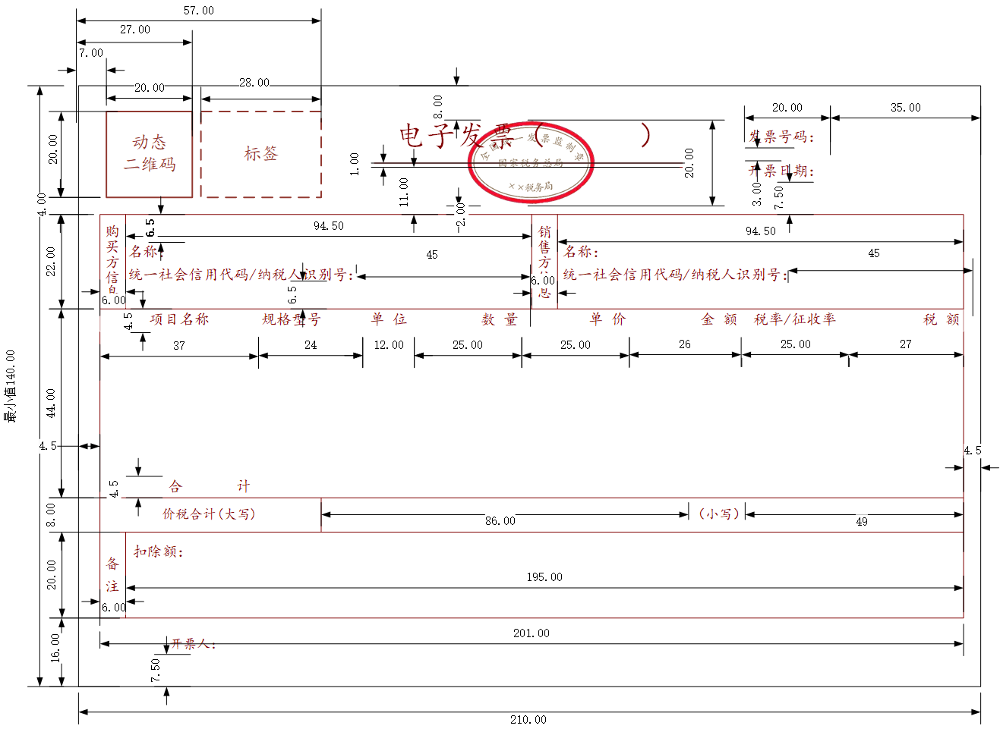 57.00
27.00
7.00
20.00
28.00
8.00
20.00
35.00
动态
二维码
标签
20.00
4.00
电子发票（ ）
全国统一发票监制章
国家税务总局
××税务局
1.00
11.00
2.00
20.00
发票号码：
开票日期：
3.00
7.50
购买方信息
6.5
94.50
名称：
45
统一社会信用代码/纳税人识别号：
6.00
6.5
22.00
销售方信息
94.50
名称：
45
统一社会信用代码/纳税人识别号：
6.00
4.5
项目名称 规格型号 单 位 数 量 单 价 金 额 税率/征收率 税 额
37 24 12.00 25.00 25.00 26 25.00 27
最小值140.00
44.00
4.5
4.5
4.5
合 计
8.00
价税合计(大写)
86.00
(小写)
49
20.00
备注
扣除额：
195.00
6.00
201.00
16.00
开票人：
7.50
210.00